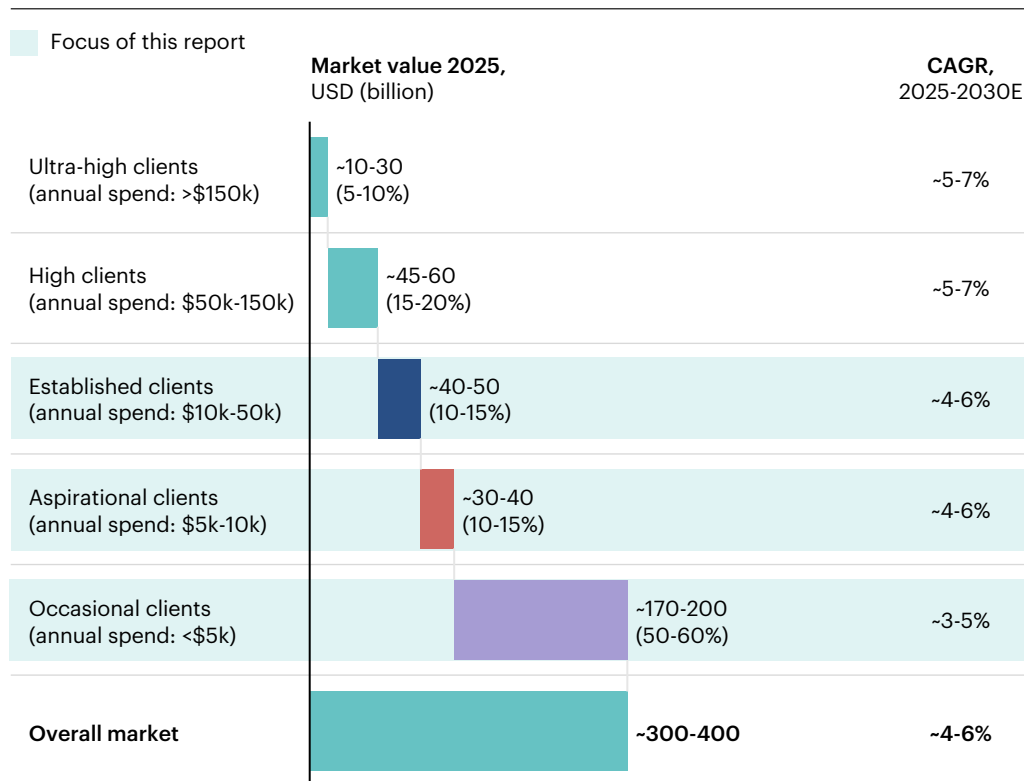 Focus of this report
Market value 2025,
USD (billion)
CAGR,
2025-2030E
Ultra-high clients
(annual spend: >$150k)
~10-30
(5-10%)
~5-7%
High clients
(annual spend: $50k-150k)
~45-60
(15-20%)
~5-7%
Established clients
(annual spend: $10k-50k)
~40-50
(10-15%)
~4-6%
Aspirational clients
(annual spend: $5k-10k)
~30-40
(10-15%)
~4-6%
Occasional clients
(annual spend: <$5k)
~170-200
(50-60%)
~3-5%
Overall market
~300-400
~4-6%